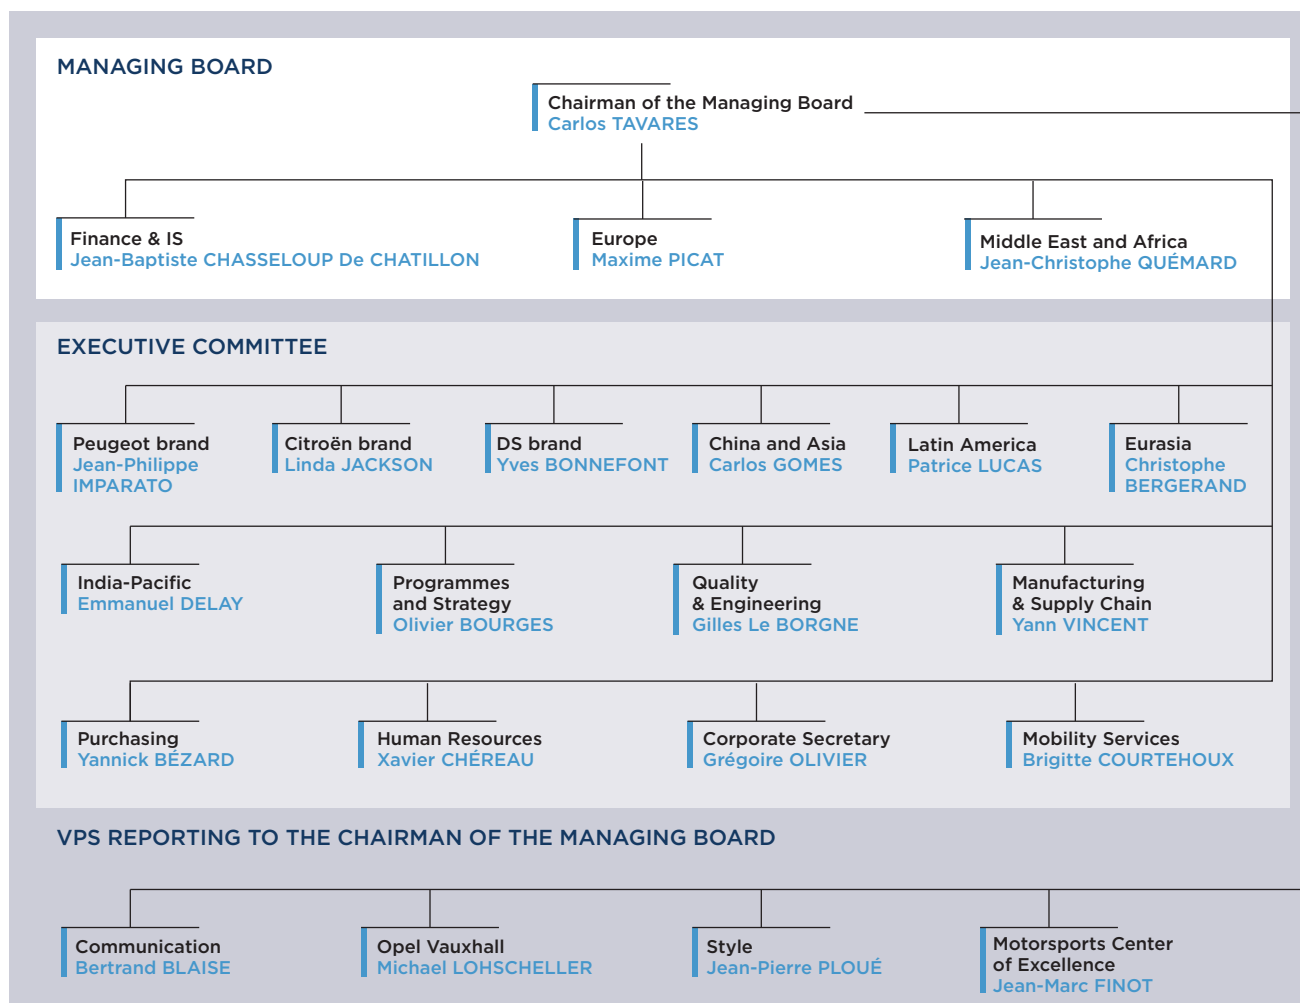 MANAGING BOARD
Chairman of the Managing Board
Carlos TAVARES
Finance & IS
Jean-Baptiste CHASSELOUP De CHATILLON
Europe
Maxime PICAT
Middle East and Africa
Jean-Christophe QUÉMARD
EXECUTIVE COMMITTEE
Peugeot brand
Jean-Philippe
IMPARATO
Citroën brand
Linda JACKSON
DS brand
Yves BONNEFONT
China and Asia
Carlos GOMES
Latin America
Patrice LUCAS
Eurasia
Christophe
BERGERAND
India-Pacific
Emmanuel DELAY
Programmes
and Strategy
Olivier BOURGES
Quality
& Engineering
Gilles Le BORGNE
Manufacturing
& Supply Chain
Yann VINCENT
Purchasing
Yannick BÉZARD
Human Resources
Xavier CHÉREAU
Corporate Secretary
Grégoire OLIVIER
Mobility Services
Brigitte COURTEHOUX
VPS REPORTING TO THE CHAIRMAN OF THE MANAGING BOARD
Communication
Bertrand BLAISE
Opel Vauxhall
Michael LOHSCHELLER
Style
Jean-Pierre PLOUÉ
Motorsports Center
of Excellence
Jean-Marc FINOT